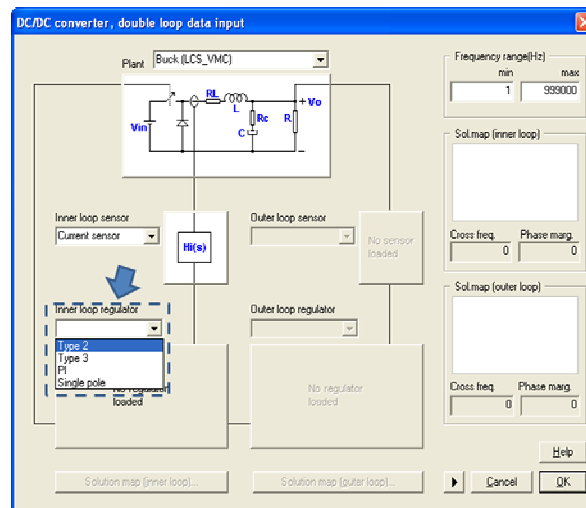 DC/DC converter, double loop data input
Plant
Buck (LCS_VMC)
Frequency range(Hz)
min
max
1
999000
RL
L
+ Vo
Rc
R
Vin
C
Sol.map (inner loop)
Inner loop sensor
Current sensor
Hi(s)
Outer loop sensor
No sensor
loaded
Cross freq.
Phase marg.
0
0
Inner loop regulator
Outer loop regulator
Type 2
Type 3
PI
Single pole
No regulator
loaded
No regulator
loaded
Sol.map (outer loop)
Cross freq.
Phase marg.
0
0
Solution map (inner loop)...
Solution map (outer loop)...
Help
Cancel
OK